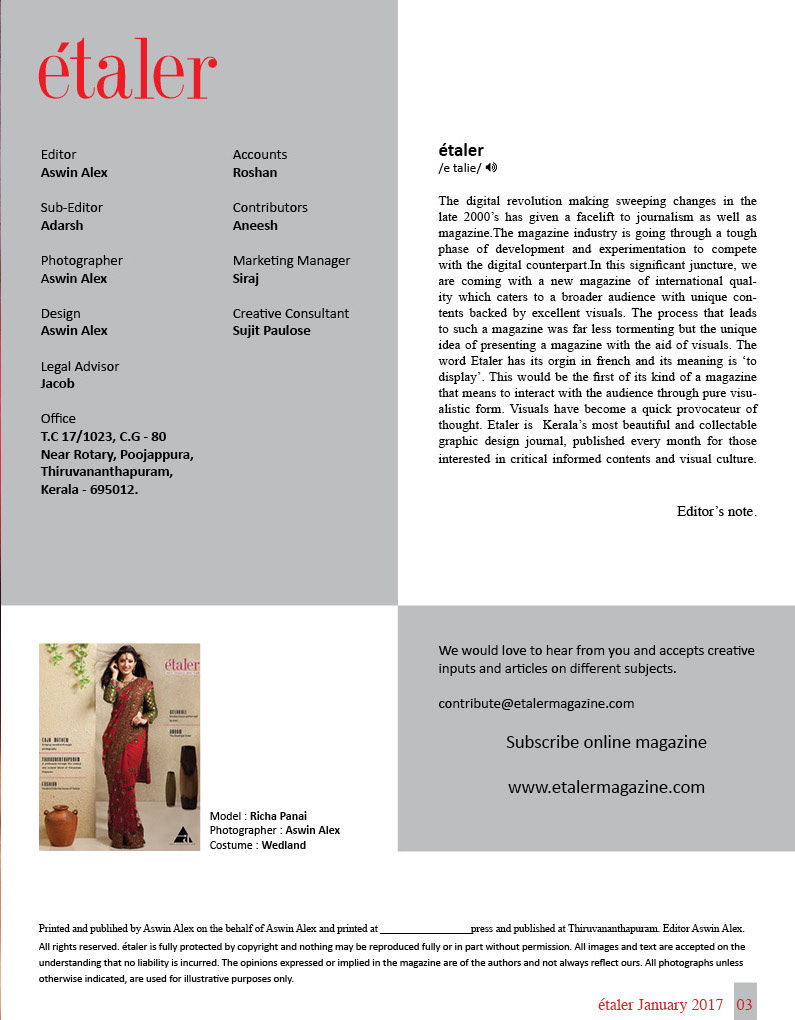 étaler
Editor
Aswin Alex
Sub-Editor
Adarsh
Photographer
Aswin Alex
Design
Aswin Alex
Legal Advisor
Jacob
Office
T.C 17/1023, C.G - 80
Near Rotary, Poojappura,
Thiruvananthapuram,
Kerala - 695012.
Accounts
Roshan
Contributors
Aneesh
Marketing Manager
Siraj
Creative Consultant
Sujit Paulose
étaler
/e talie/
The digital revolution making sweeping changes in the
late 2000’s has given a facelift to journalism as well as
magazine.The magazine industry is going through a tough
phase of development and experimentation to compete
with the digital counterpart.In this significant juncture, we
are coming with a new magazine of international qual-
ity which caters to a broader audience with unique con-
tents backed by excellent visuals. The process that leads
to such a magazine was far less tormenting but the unique
idea of presenting a magazine with the aid of visuals. The
word Etaler has its orgin in french and its meaning is ‘to
display’. This would be the first of its kind of a magazine
that means to interact with the audience through pure visu-
alistic form. Visuals have become a quick provocateur of
thought. Etaler is Kerala’s most beautiful and collectable
graphic design journal, published every month for those
interested in critical informed contents and visual culture.
Editor’s note.
étaler
THIRUVANANTHAPURAM
FASHION
Model : Richa Panai
Photographer : Aswin Alex
Costume : Wedland
We would love to hear from you and accepts creative
inputs and articles on different subjects.
contribute@etalermagazine.com
Subscribe online magazine
www.etalermagazine.com
Printed and publihed by Aswin Alex on the behalf of Aswin Alex and printed at __________________press and published at Thiruvananthapuram. Editor Aswin Alex.
All rights reserved. étaler is fully protected by copyright and nothing may be reproduced fully or in part without permission. All images and text are accepted on the
understanding that no liability is incurred. The opinions expressed or implied in the magazine are of the authors and not always reflect ours. All photographs unless
otherwise indicated, are used for illustrative purposes only.
étaler January 2017 03